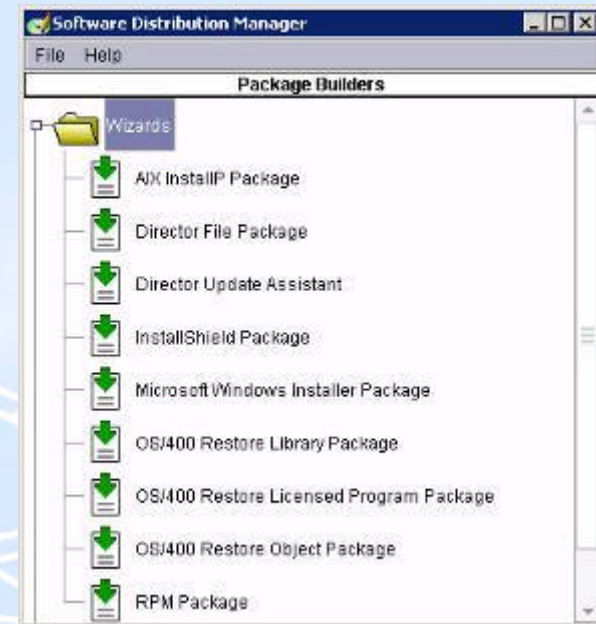 Software Distribution Manager
File Help
Package Builders
Wizards
AIX InstallP Package
Director File Package
Director Update Assistant
InstallShield Package
Microsoft Windows Installer Package
OS/400 Restore Library Package
OS/400 Restore Licensed Program Package
OS/400 Restore Object Package
RPM Package